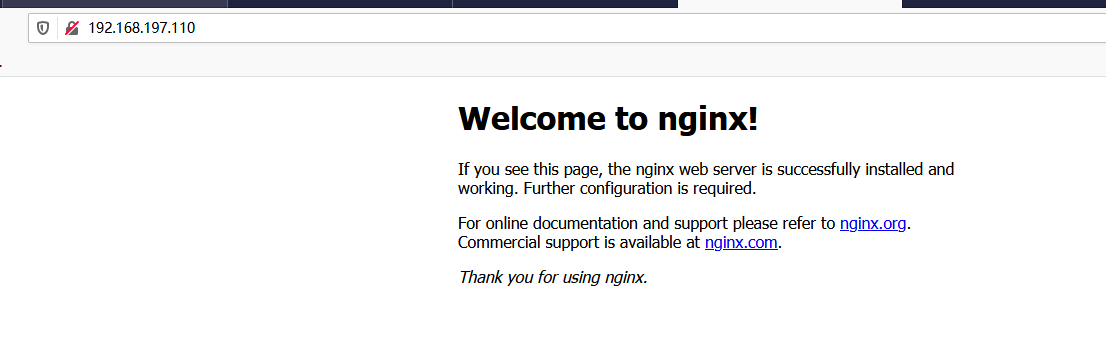 192.168.197.110
Welcome to nginx!
If you see this page, the nginx web server is successfully installed and
working. Further configuration is required.
For online documentation and support please refer to nginx.org.
Commercial support is available at nginx.com.
Thank you for using nginx.